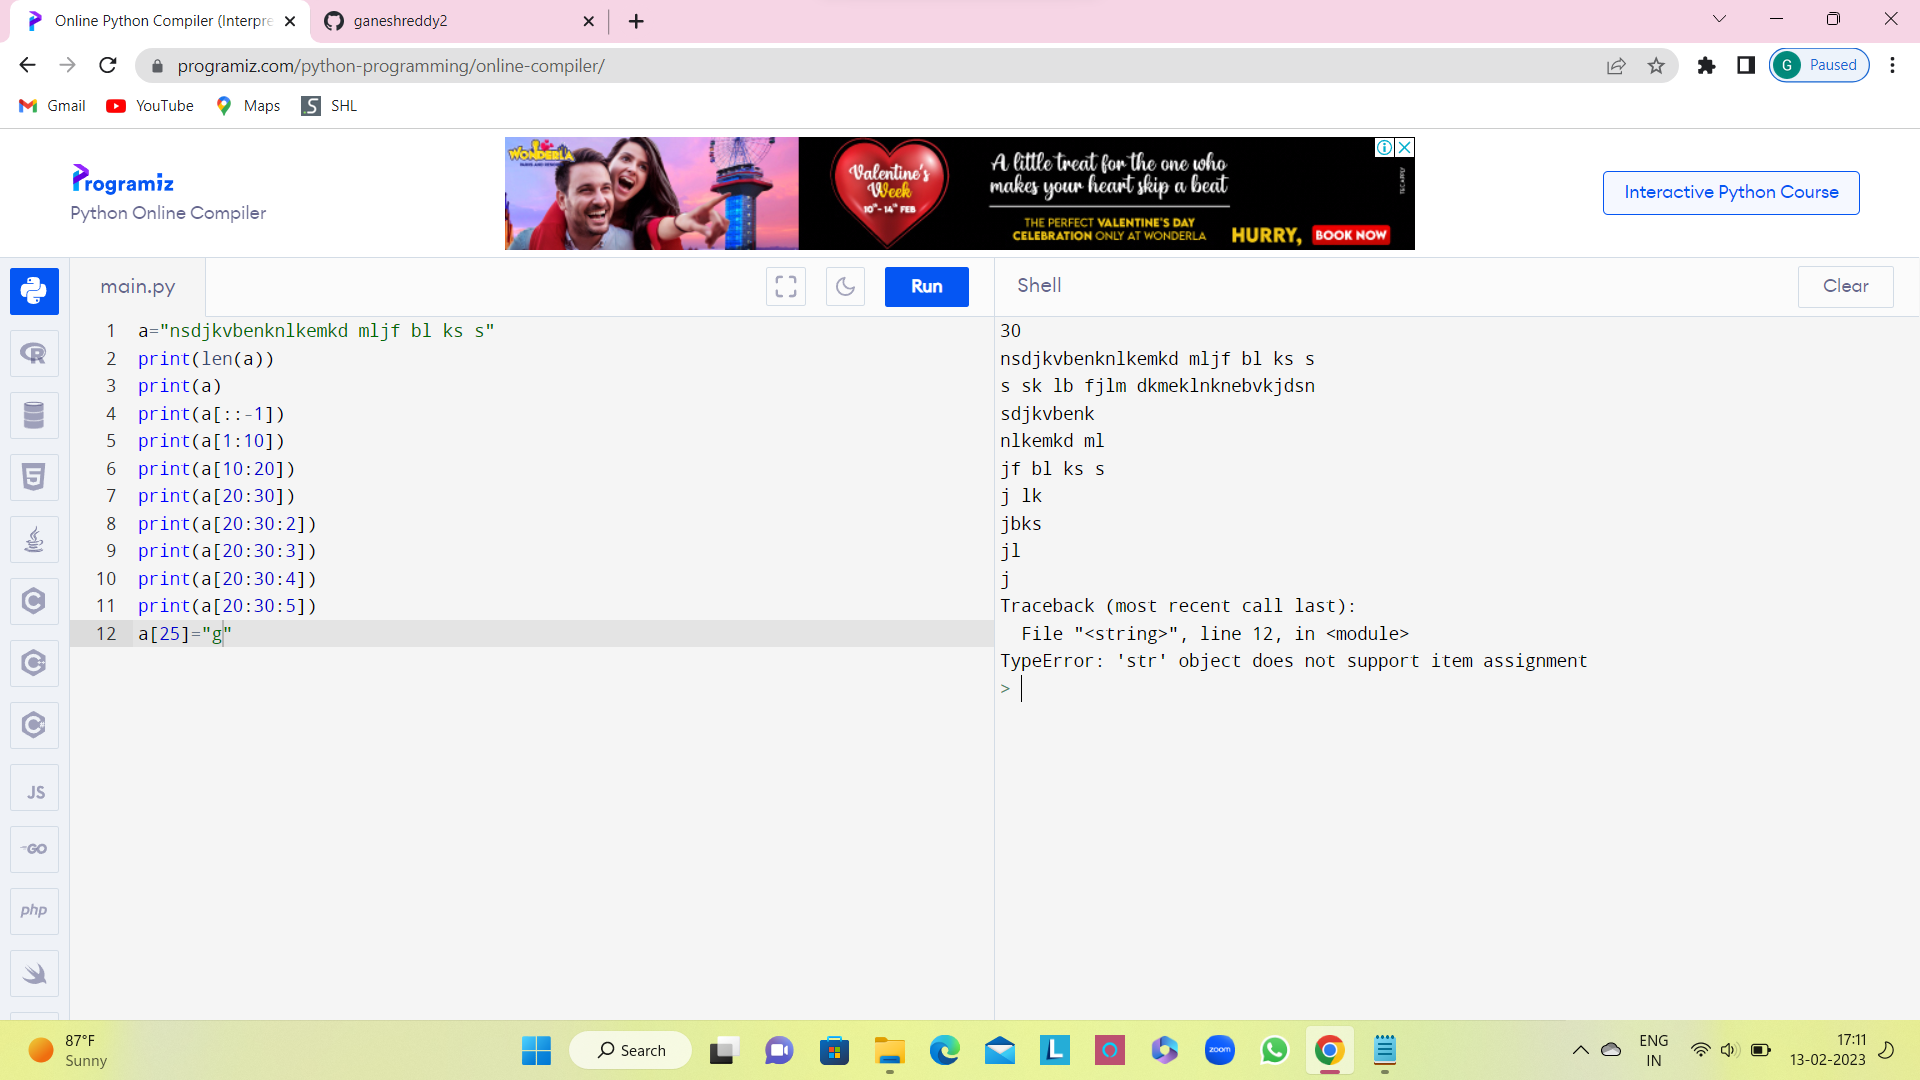 Online Python Compiler (Interpre
ganeshreddy2
programiz.com/python-programming/online-compiler/
G Paused
Gmail YouTube Maps SHL
Programiz
Python Online Compiler
WONDERLA
Valentine's
Week
10th - 14th FEB
A little treat for the one who
makes your heart skip a beat
THE PERFECT VALENTINE'S DAY
CELEBRATION ONLY AT WONDERLA
HURRY, BOOK NOW
Interactive Python Course
main.py
Run
Shell
Clear
1 a="nsdjkvbenknlkemkd mljf bl ks s"
2 print(len(a))
3 print(a)
4 print(a[::-1])
5 print(a[1:10])
6 print(a[10:20])
7 print(a[20:30])
8 print(a[20:30:2])
9 print(a[20:30:3])
10 print(a[20:30:4])
11 print(a[20:30:5])
12 a[25]="g"
30
nsdjkvbenknlkemkd mljf bl ks s
s sk lb fjlm dkmeklnknebvkjdsn
sdjkvbenk
nlkemkd ml
jf bl ks s
j lk
jbks
jl
j
Traceback (most recent call last):
File "<string>", line 12, in <module>
TypeError: 'str' object does not support item assignment
>
R
5
C
C
C
JS
GO
php
87°F
Sunny
Search
L
zoom
ENG
IN
17:11
13-02-2023